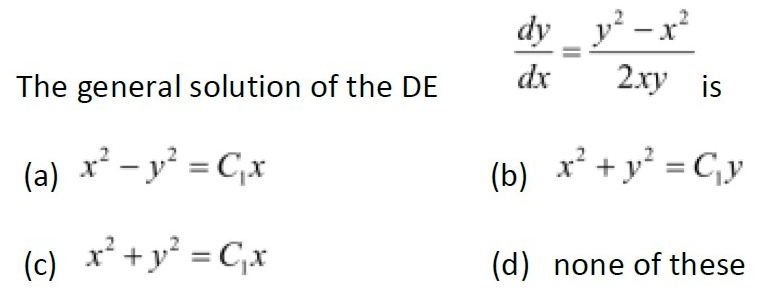 The general solution of the DE dy/dx = (y² – x²)/(2xy) is
(a) x² – y² = C₁x (b) x² + y² = C₁y
(c) x² + y² = C₁x (d) none of these